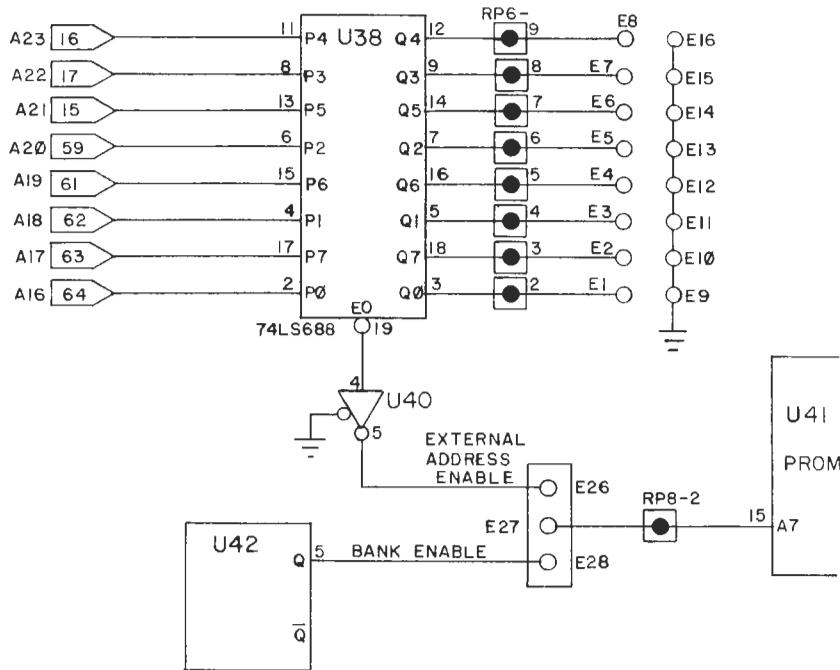 RP6-
A23 16 11 P4 U38 Q4 12 9 E8 E16
A22 17 8 P3 Q3 9 8 E7 E15
A21 15 13 P5 Q5 14 7 E6 E14
A2Ø 59 6 P2 Q2 7 6 E5 E13
A19 61 15 P6 Q6 16 5 E4 E12
A18 62 4 P1 Q1 5 4 E3 E11
A17 63 17 P7 Q7 18 3 E2 E1Ø
A16 64 2 PØ QØ 3 2 E1 E9
EO
74LS688 19
4 U40
5
EXTERNAL
ADDRESS
ENABLE
E26
E27
RP8-2
15 A7
U41
PROM
U42
Q 5 BANK ENABLE E28
Q̅